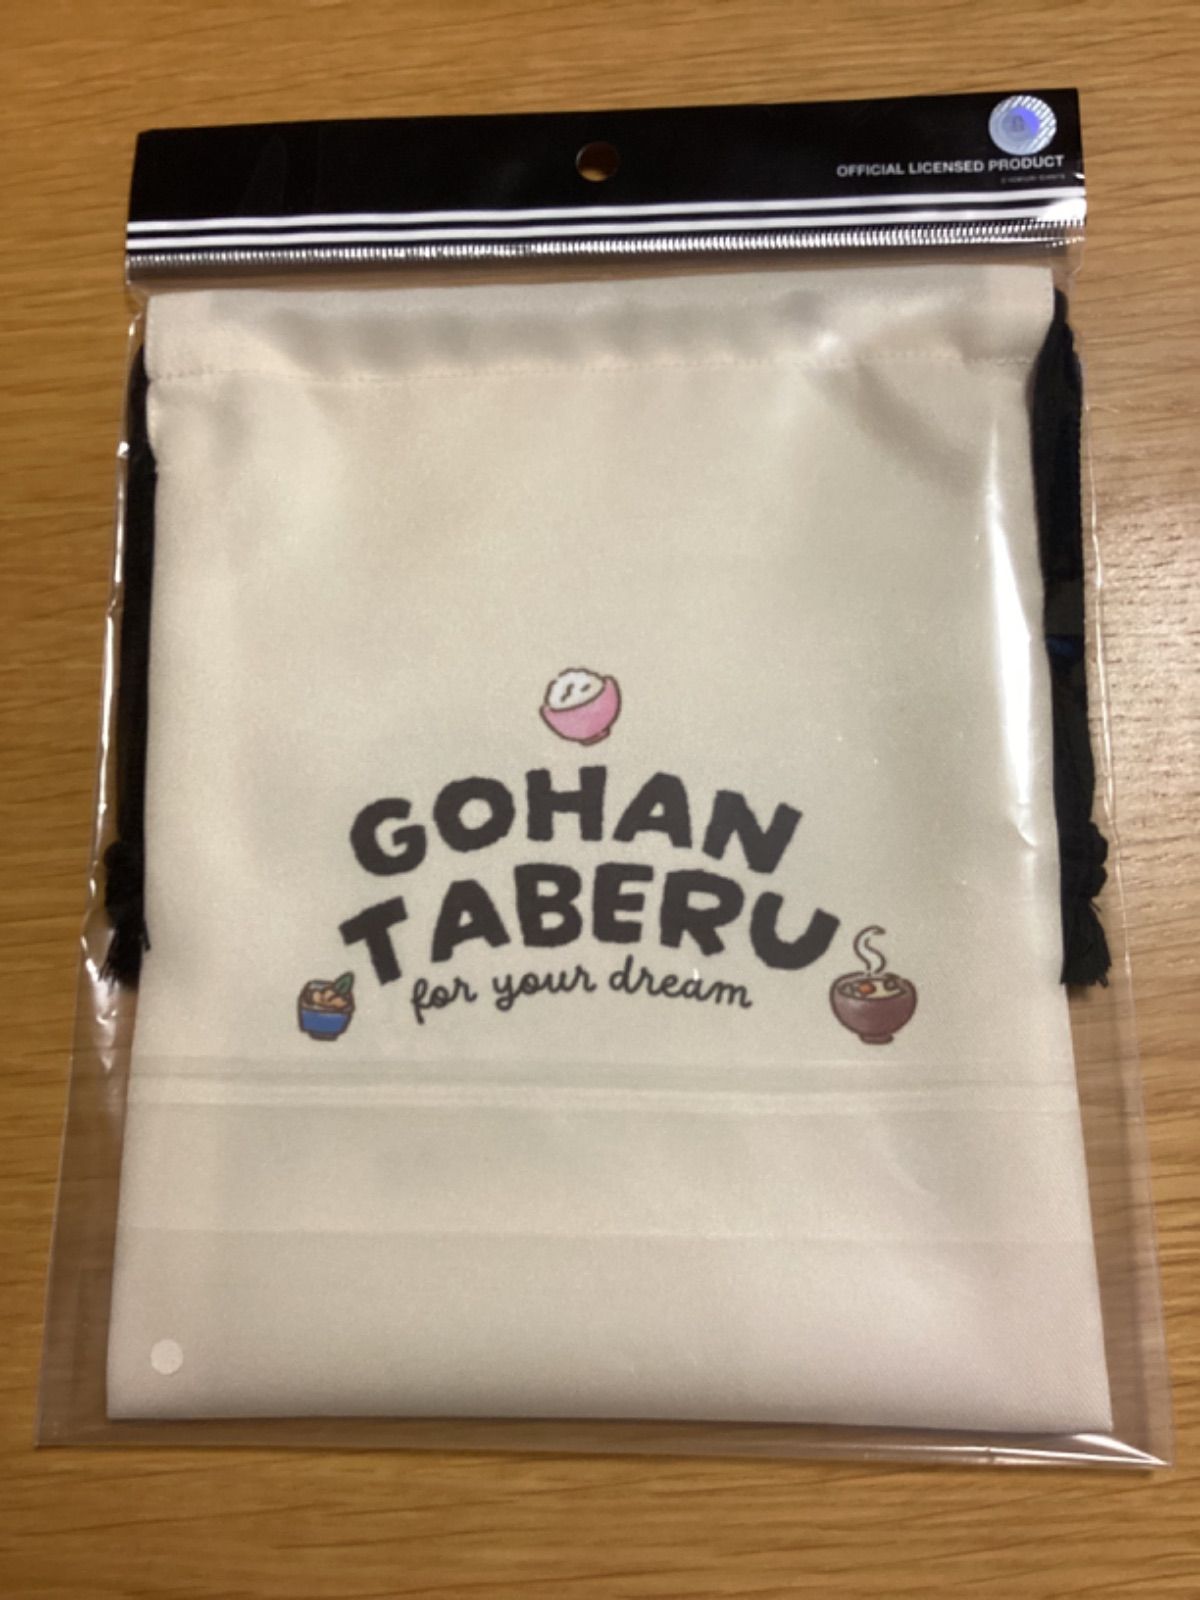 OFFICIAL LICENSED PRODUCT
GOHAN
TABERU
for your dream